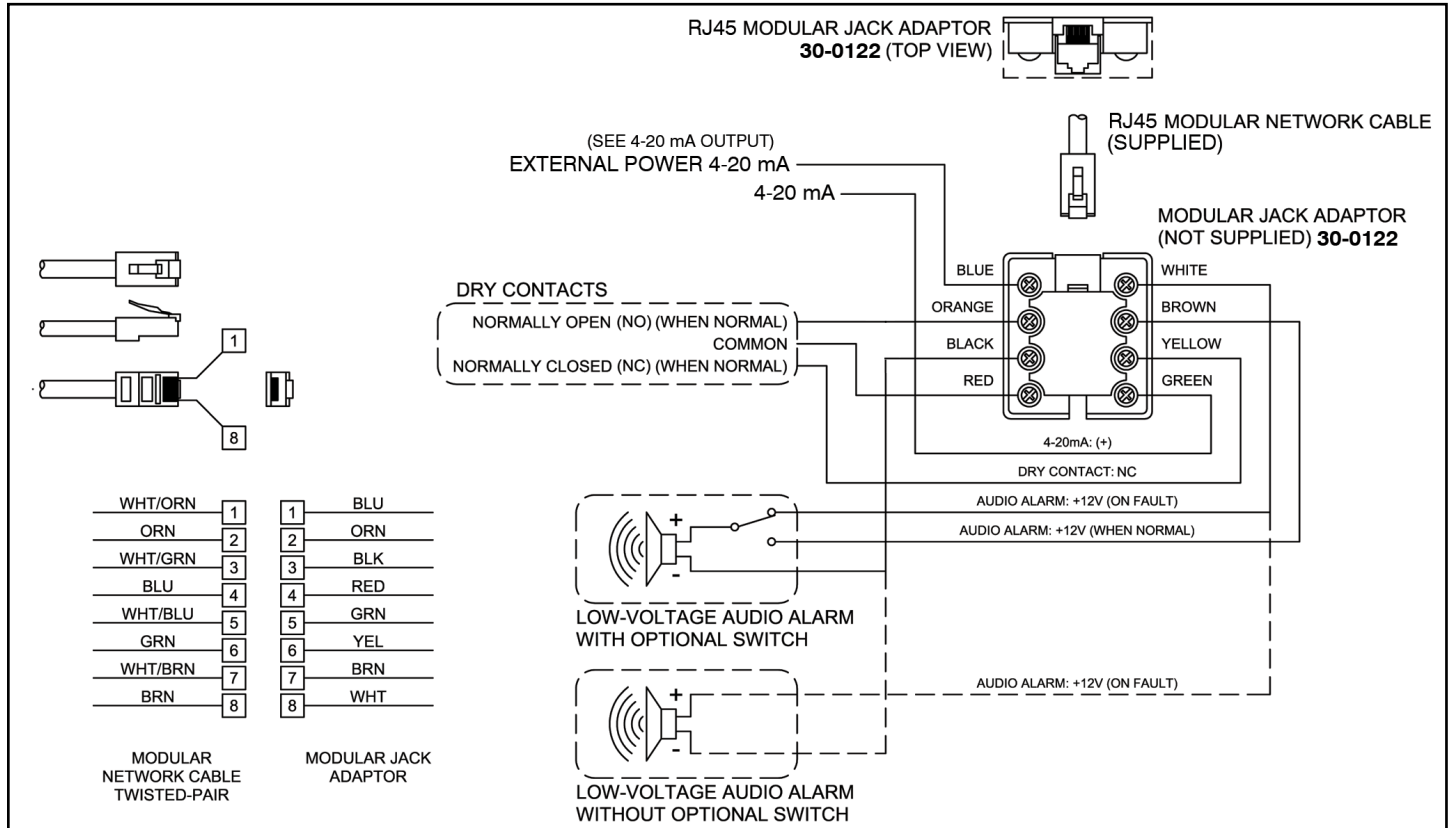 RJ45 MODULAR JACK ADAPTOR
30-0122 (TOP VIEW)
RJ45 MODULAR NETWORK CABLE
(SUPPLIED)
(SEE 4-20 mA OUTPUT)
EXTERNAL POWER 4-20 mA
4-20 mA
MODULAR JACK ADAPTOR
(NOT SUPPLIED) 30-0122
BLUE
WHITE
ORANGE
BROWN
BLACK
YELLOW
RED
GREEN
DRY CONTACTS
NORMALLY OPEN (NO) (WHEN NORMAL)
COMMON
NORMALLY CLOSED (NC) (WHEN NORMAL)
1
8
4-20mA: (+)
DRY CONTACT: NC
AUDIO ALARM: +12V (ON FAULT)
AUDIO ALARM: +12V (WHEN NORMAL)
+
-
LOW-VOLTAGE AUDIO ALARM
WITH OPTIONAL SWITCH
AUDIO ALARM: +12V (ON FAULT)
+
-
LOW-VOLTAGE AUDIO ALARM
WITHOUT OPTIONAL SWITCH
WHT/ORN 1 1 BLU
ORN 2 2 ORN
WHT/GRN 3 3 BLK
BLU 4 4 RED
WHT/BLU 5 5 GRN
GRN 6 6 YEL
WHT/BRN 7 7 BRN
BRN 8 8 WHT
MODULAR
NETWORK CABLE
TWISTED-PAIR
MODULAR JACK
ADAPTOR